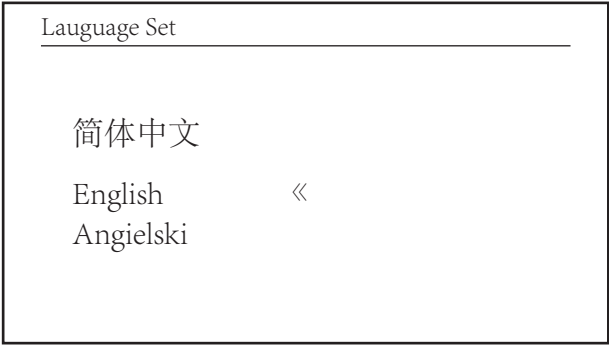 Lauguage Set
简体中文
English 《
Angielski